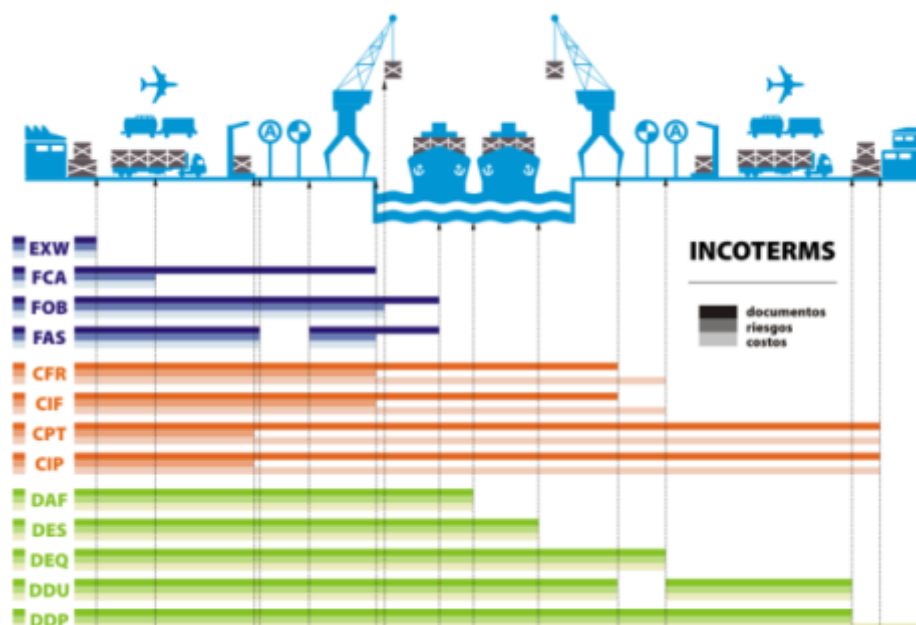 A
A
EXW
INCOTERMS
FCA
documentos
riesgos
costos
FOB
FAS
CFR
CIF
CPT
CIP
DAF
DES
DEQ
DDU
DDP